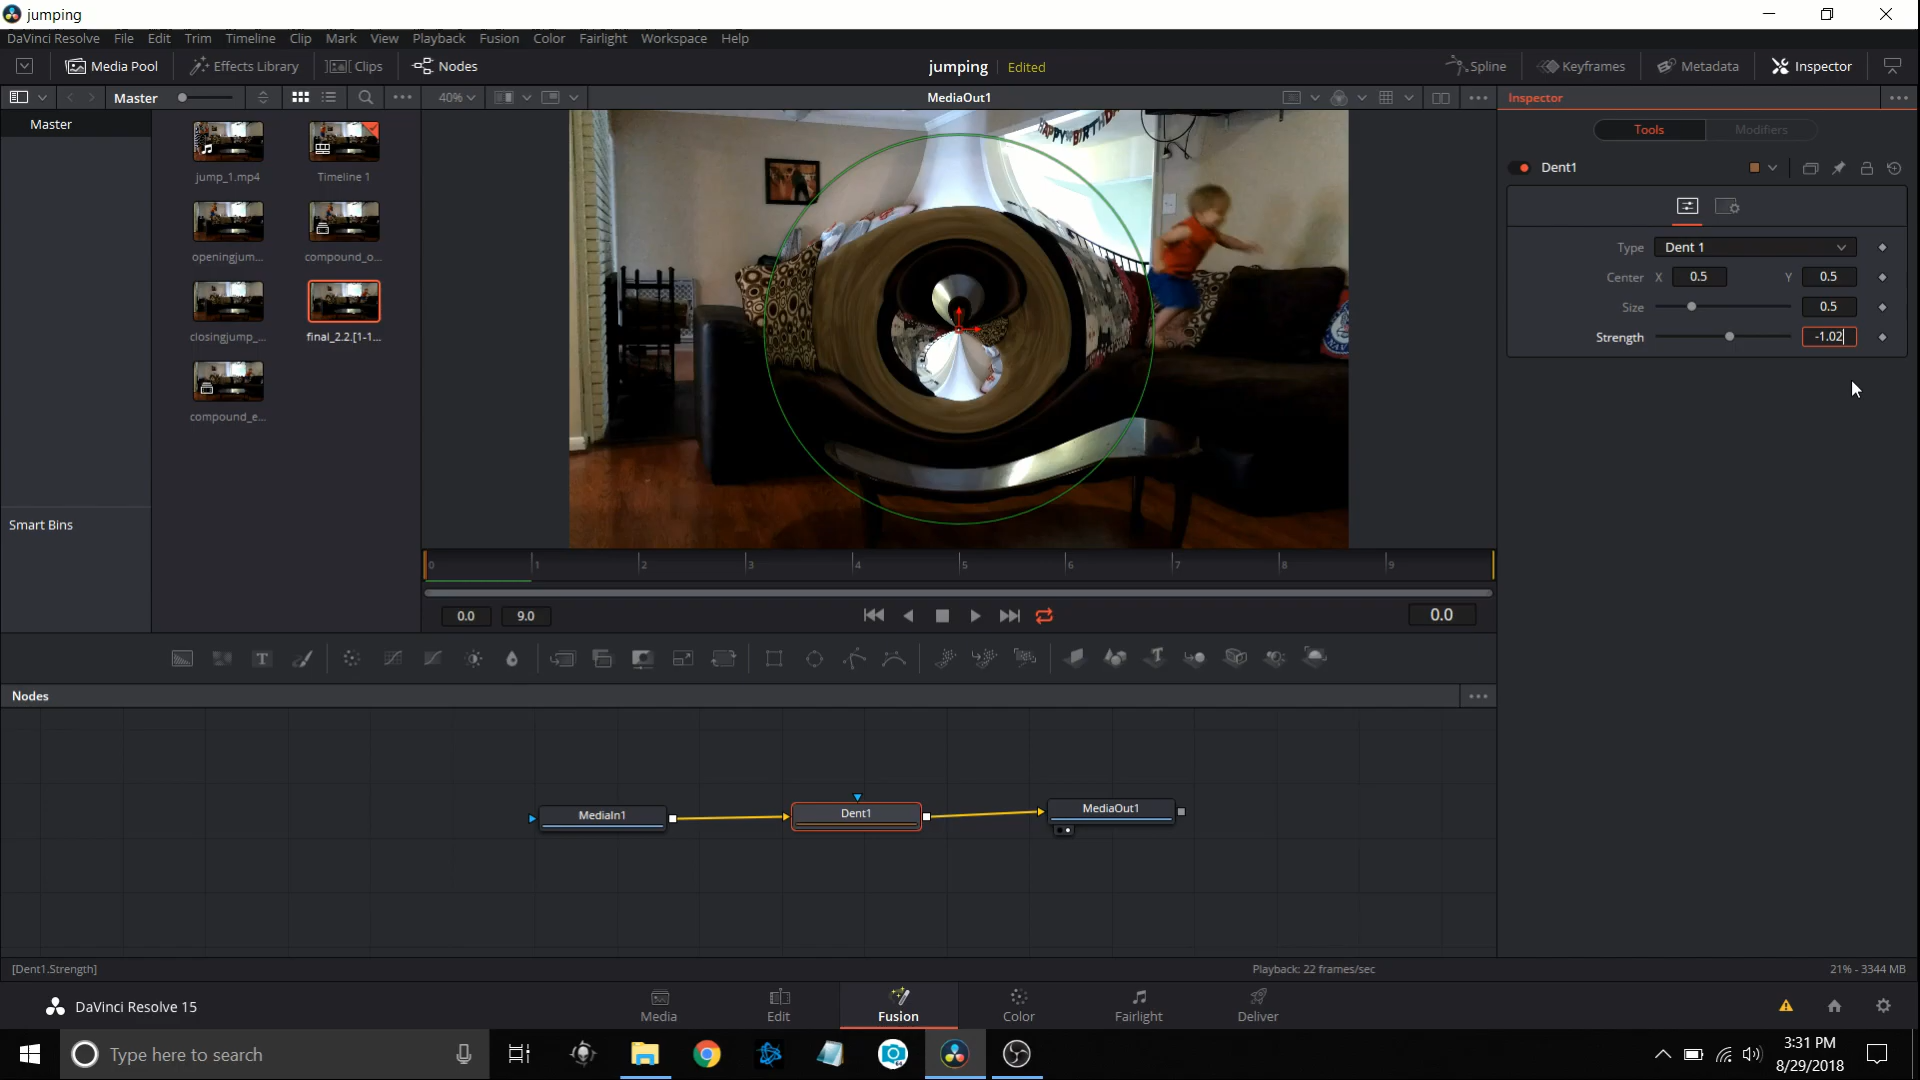 jumping
DaVinci Resolve File Edit Trim Timeline Clip Mark View Playback Fusion Color Fairlight Workspace Help
Media Pool Effects Library Clips Nodes jumping Edited Spline Keyframes Metadata Inspector
Master 40% MediaOut1 Inspector
Master
Tools Modifiers
jump_1.mp4 Timeline 1
Dent1
openingjum... compound_o...
Type Dent 1
Center X 0.5 Y 0.5
Size 0.5
closingjump_... final_2.2.[1-1...
Strength -1.02
compound_e...
HAPPY BIRTHD
Smart Bins
0 1 2 3 4 5 6 7 8 9
0.0 9.0 0.0
Nodes
MediaIn1 Dent1 MediaOut1
[Dent1.Strength] Playback: 22 frames/sec 21% - 3344 MB
DaVinci Resolve 15
Media Edit Fusion Color Fairlight Deliver
Type here to search
3:31 PM
8/29/2018